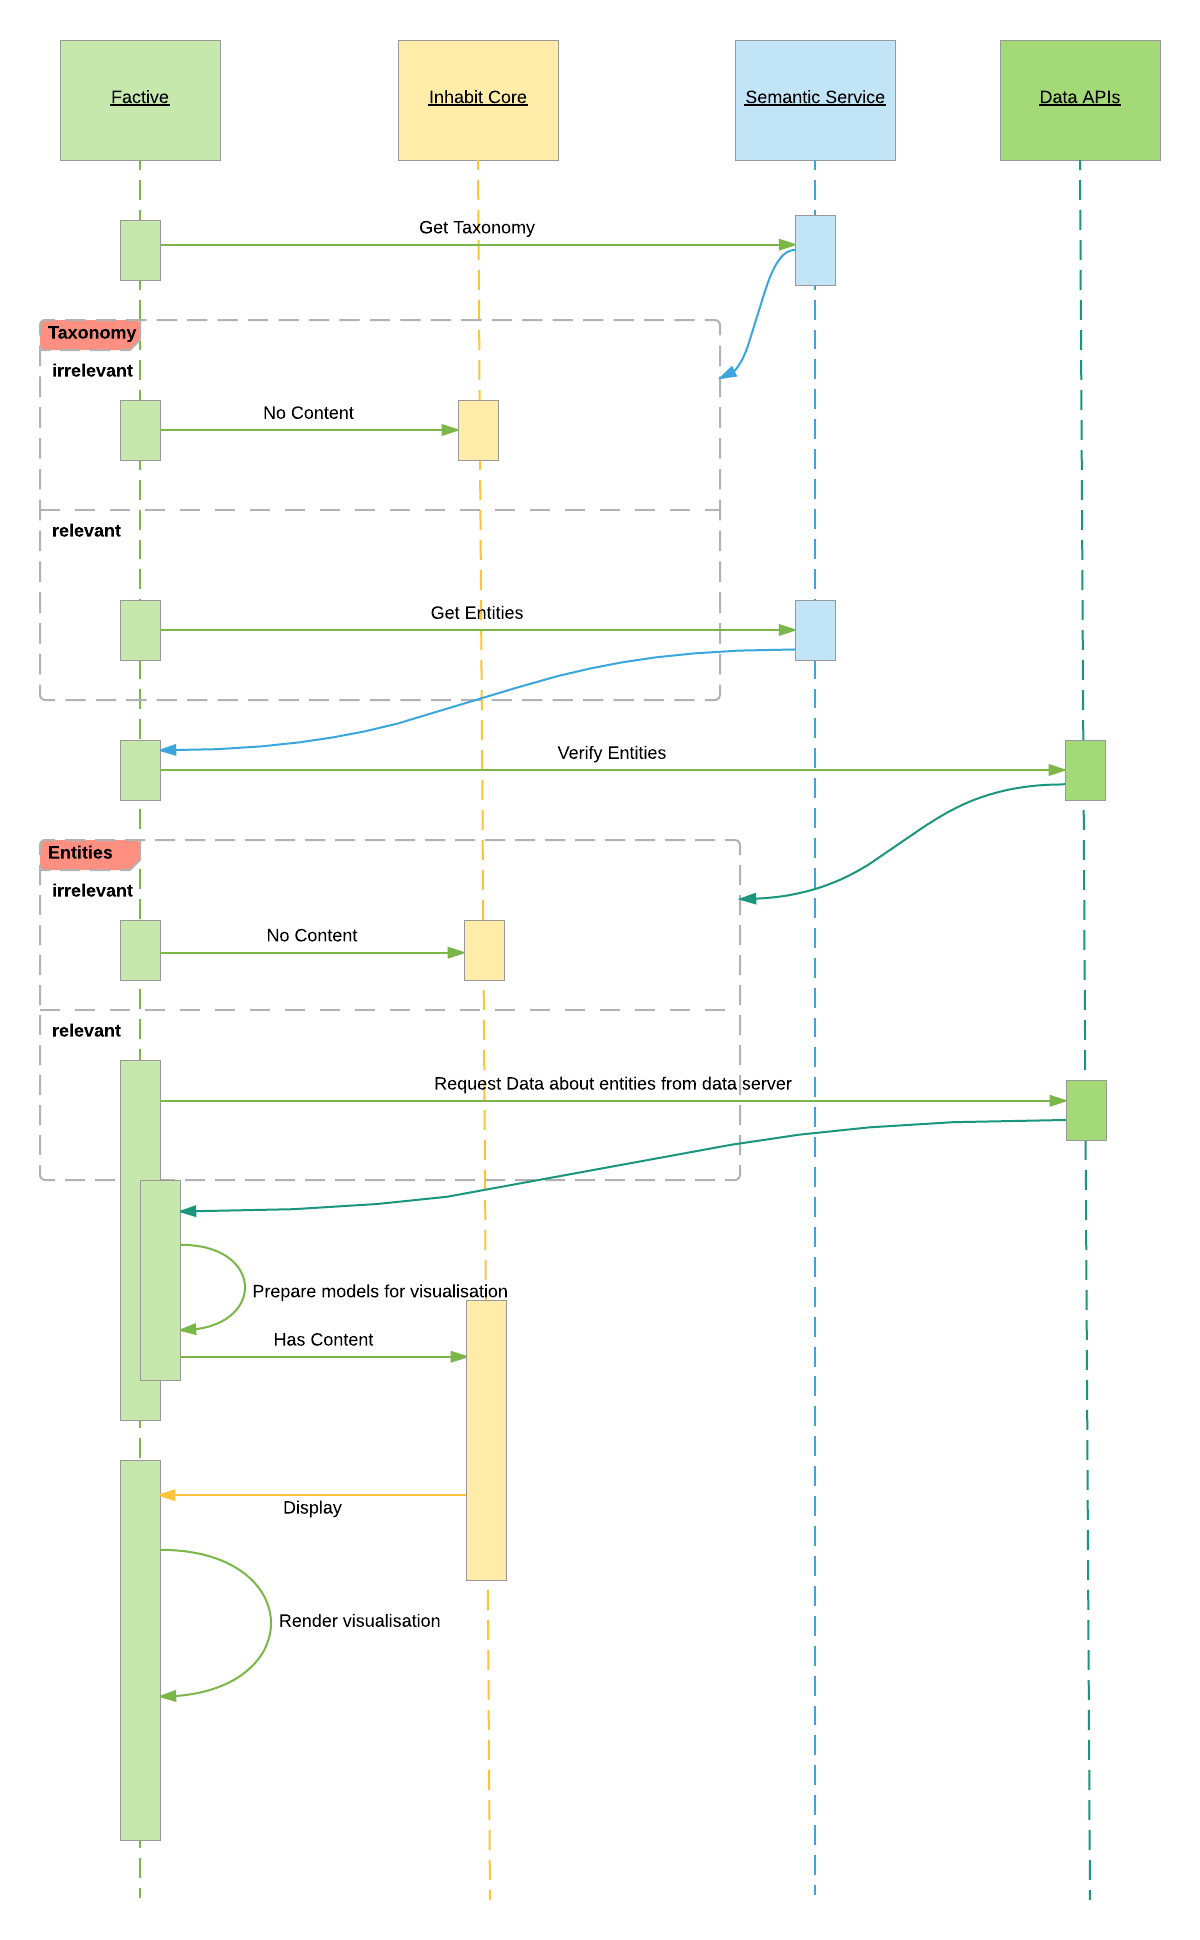 Factive
Inhabit Core
Semantic Service
Data APIs
Get Taxonomy
Taxonomy
irrelevant
No Content
relevant
Get Entities
Verify Entities
Entities
irrelevant
No Content
relevant
Request Data about entities from data server
Prepare models for visualisation
Has Content
Display
Render visualisation